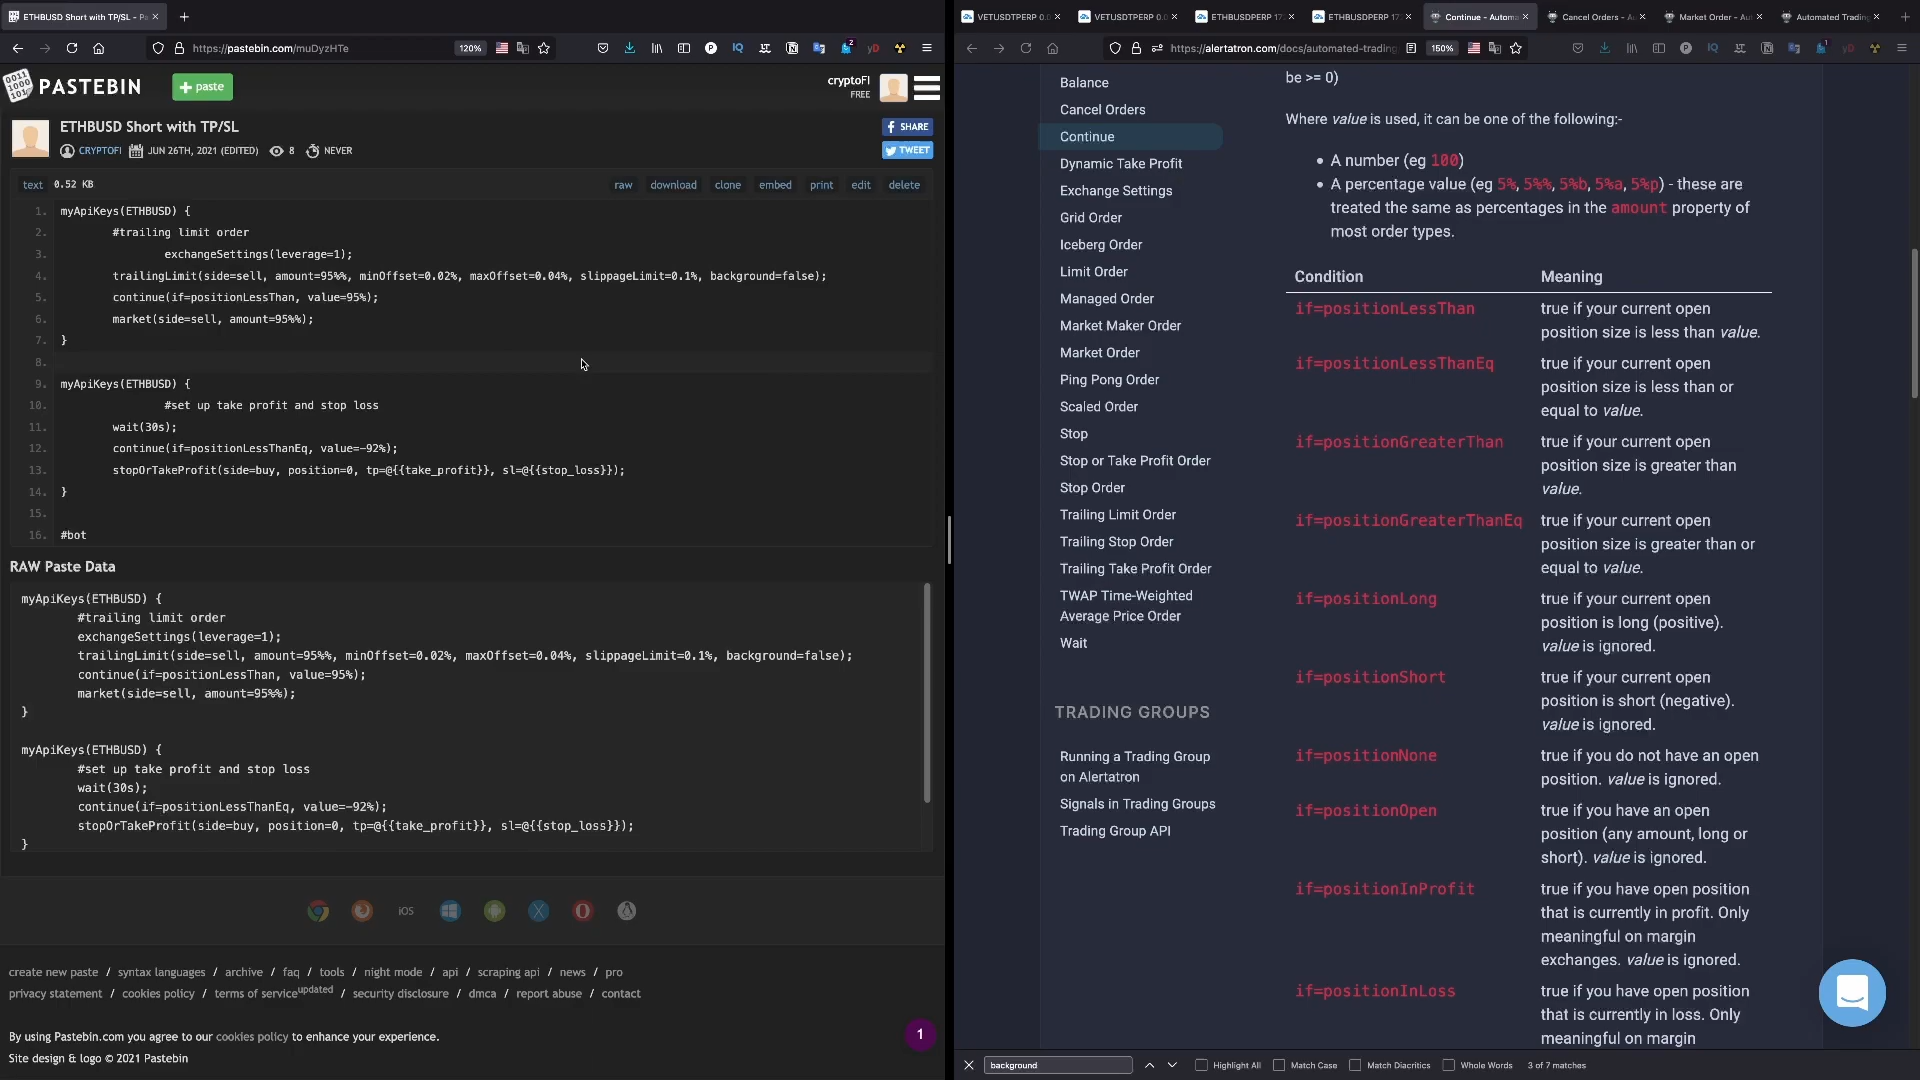 ETHBUSD Short with TP/SL - Pa
https://pastebin.com/muDyzHTe
120%
PASTEBIN
+ paste
cryptoFI
FREE
ETHBUSD Short with TP/SL
CRYPTOFI JUN 26TH, 2021 (EDITED) 8 NEVER
SHARE
TWEET
text 0.52 KB
raw download clone embed print edit delete
1. myApiKeys(ETHBUSD) {
2. #trailing limit order
3. exchangeSettings(leverage=1);
4. trailingLimit(side=sell, amount=95%%, minOffset=0.02%, maxOffset=0.04%, slippageLimit=0.1%, background=false);
5. continue(if=positionLessThan, value=95%);
6. market(side=sell, amount=95%%);
7. }
8.
9. myApiKeys(ETHBUSD) {
10. #set up take profit and stop loss
11. wait(30s);
12. continue(if=positionLessThanEq, value=-92%);
13. stopOrTakeProfit(side=buy, position=0, tp=@{{take_profit}}, sl=@{{stop_loss}});
14. }
15.
16. #bot
RAW Paste Data
myApiKeys(ETHBUSD) {
#trailing limit order
exchangeSettings(leverage=1);
trailingLimit(side=sell, amount=95%%, minOffset=0.02%, maxOffset=0.04%, slippageLimit=0.1%, background=false);
continue(if=positionLessThan, value=95%);
market(side=sell, amount=95%%);
}
myApiKeys(ETHBUSD) {
#set up take profit and stop loss
wait(30s);
continue(if=positionLessThanEq, value=-92%);
stopOrTakeProfit(side=buy, position=0, tp=@{{take_profit}}, sl=@{{stop_loss}});
}
iOS
create new paste / syntax languages / archive / faq / tools / night mode / api / scraping api / news / pro
privacy statement / cookies policy / terms of service updated / security disclosure / dmca / report abuse / contact
By using Pastebin.com you agree to our cookies policy to enhance your experience.
Site design & logo © 2021 Pastebin
1
VETUSDTPERP 0.0
VETUSDTPERP 0.0
ETHBUSDPERP 17
ETHBUSDPERP 17
Continue - Automa
Cancel Orders - Au
Market Order - Aut
Automated Trading
https://alertatron.com/docs/automated-trading
150%
Balance
Cancel Orders
Continue
Dynamic Take Profit
Exchange Settings
Grid Order
Iceberg Order
Limit Order
Managed Order
Market Maker Order
Market Order
Ping Pong Order
Scaled Order
Stop
Stop or Take Profit Order
Stop Order
Trailing Limit Order
Trailing Stop Order
Trailing Take Profit Order
TWAP Time-Weighted
Average Price Order
Wait
TRADING GROUPS
Running a Trading Group
on Alertatron
Signals in Trading Groups
Trading Group API
be >= 0)
Where value is used, it can be one of the following:-
• A number (eg 100)
• A percentage value (eg 5%, 5%%, 5%b, 5%a, 5%p) - these are
treated the same as percentages in the amount property of
most order types.
Condition Meaning
if=positionLessThan true if your current open
position size is less than value.
if=positionLessThanEq true if your current open
position size is less than or
equal to value.
if=positionGreaterThan true if your current open
position size is greater than
value.
if=positionGreaterThanEq true if your current open
position size is greater than or
equal to value.
if=positionLong true if your current open
position is long (positive).
value is ignored.
if=positionShort true if your current open
position is short (negative).
value is ignored.
if=positionNone true if you do not have an open
position. value is ignored.
if=positionOpen true if you have an open
position (any amount, long or
short). value is ignored.
if=positionInProfit true if you have open position
that is currently in profit. Only
meaningful on margin
exchanges. value is ignored.
if=positionInLoss true if you have open position
that is currently in loss. Only
meaningful on margin
background
Highlight All Match Case Match Diacritics Whole Words 3 of 7 matches